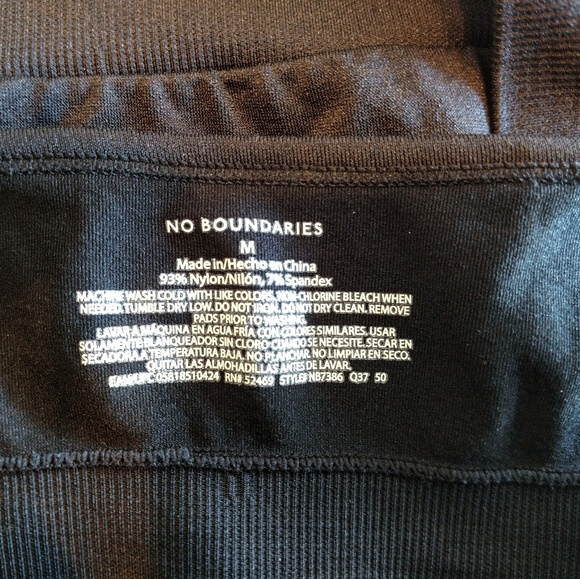 NO BOUNDARIES
M
Made in/Hecho en China
93% Nylon/Nilón, 7% Spandex
MACHINE WASH COLD WITH LIKE COLORS. NON-CHLORINE BLEACH WHEN
NEEDED. TUMBLE DRY LOW. DO NOT IRON. DO NOT DRY CLEAN. REMOVE
PADS PRIOR TO WASHING.
LAVAR A MÁQUINA EN AGUA FRÍA CON COLORES SIMILARES. USAR
SOLAMENTE BLANQUEADOR SIN CLORO CUANDO SE NECESITE. SECAR EN
SECADORA A TEMPERATURA BAJA. NO PLANCHAR. NO LIMPIAR EN SECO.
QUITAR LAS ALMOHADILLAS ANTES DE LAVAR.
EAN/UPC 05818510424 RN# 52469 STYLE# NB7386 Q37 50